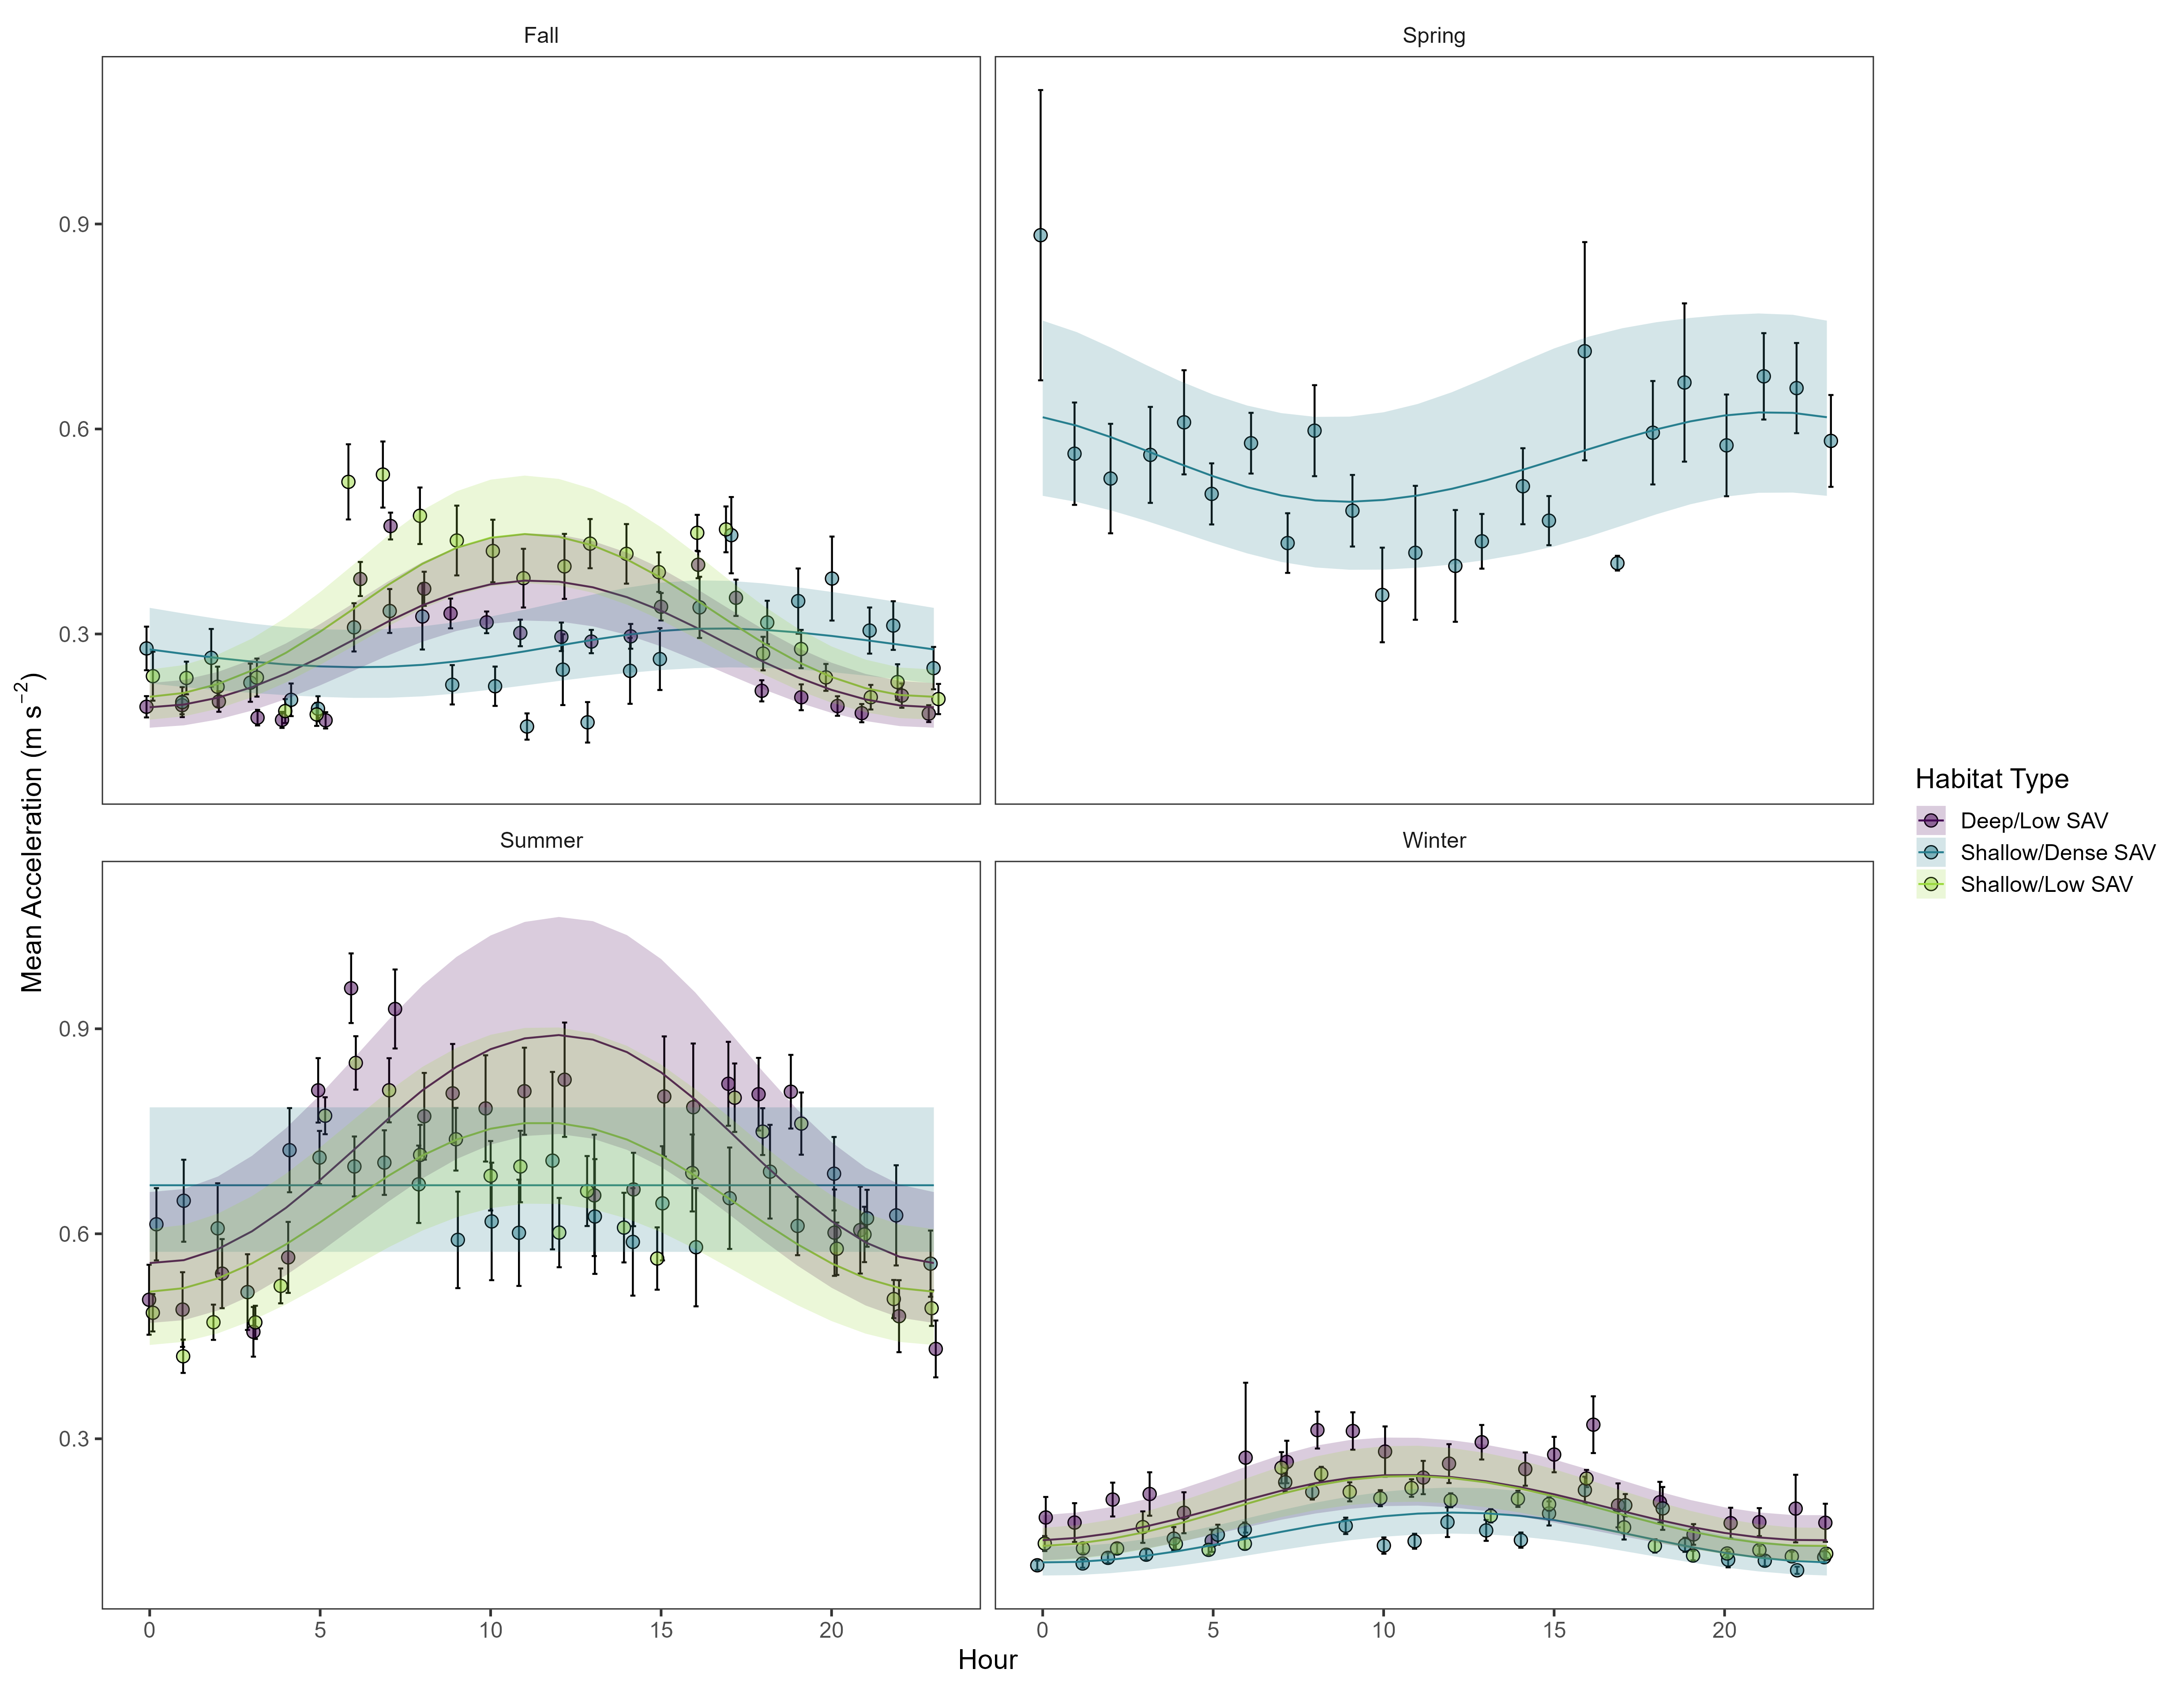 Fall
Spring
0.9
0.6
0.3
Summer
Winter
0.9
0.6
0.3
0 5 10 15 20
0 5 10 15 20
Hour
Mean Acceleration (m s⁻²)
Habitat Type
Deep/Low SAV
Shallow/Dense SAV
Shallow/Low SAV